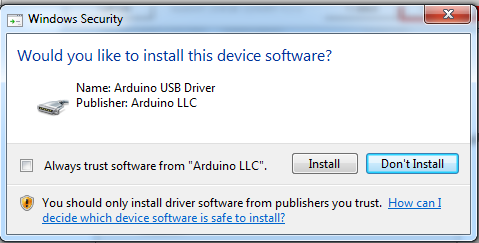 Windows Security
Would you like to install this device software?
Name: Arduino USB Driver
Publisher: Arduino LLC
Always trust software from "Arduino LLC".
Install
Don't Install
You should only install driver software from publishers you trust. How can I
decide which device software is safe to install?